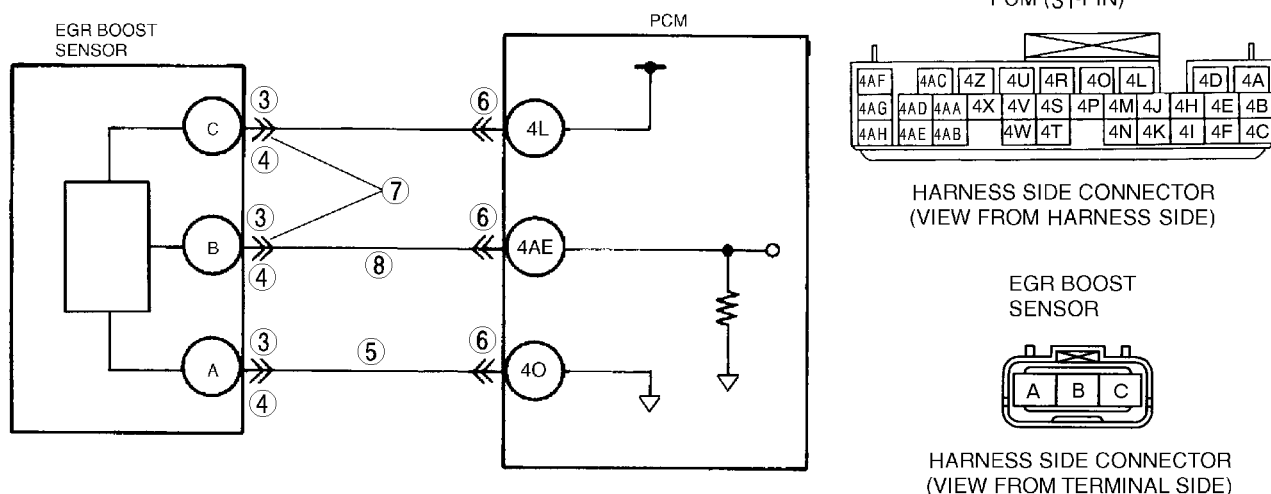 EGR BOOST
SENSOR
PCM
C
B
A
③
④
③
④
③
④
⑦
⑧
⑤
⑥
⑥
⑥
4L
4AE
4O
4AF 4AC 4Z 4U 4R 4O 4L 4D 4A
4AG 4AD 4AA 4X 4V 4S 4P 4M 4J 4H 4E 4B
4AH 4AE 4AB 4W 4T 4N 4K 4I 4F 4C
HARNESS SIDE CONNECTOR
(VIEW FROM HARNESS SIDE)
EGR BOOST
SENSOR
A B C
HARNESS SIDE CONNECTOR
(VIEW FROM TERMINAL SIDE)